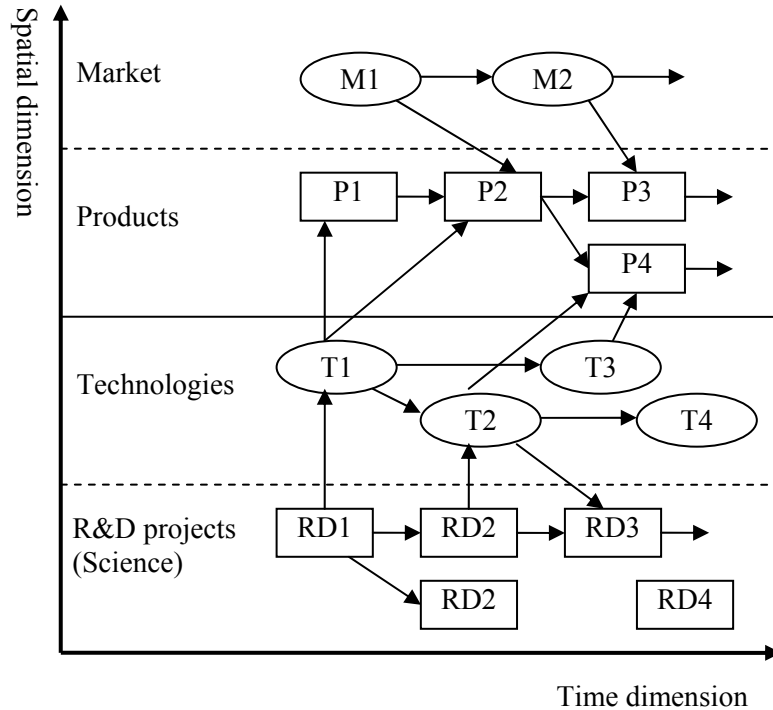 Spatial dimension
Market
M1
M2
Products
P1
P2
P3
P4
Technologies
T1
T3
T2
T4
R&D projects
(Science)
RD1
RD2
RD3
RD2
RD4
Time dimension